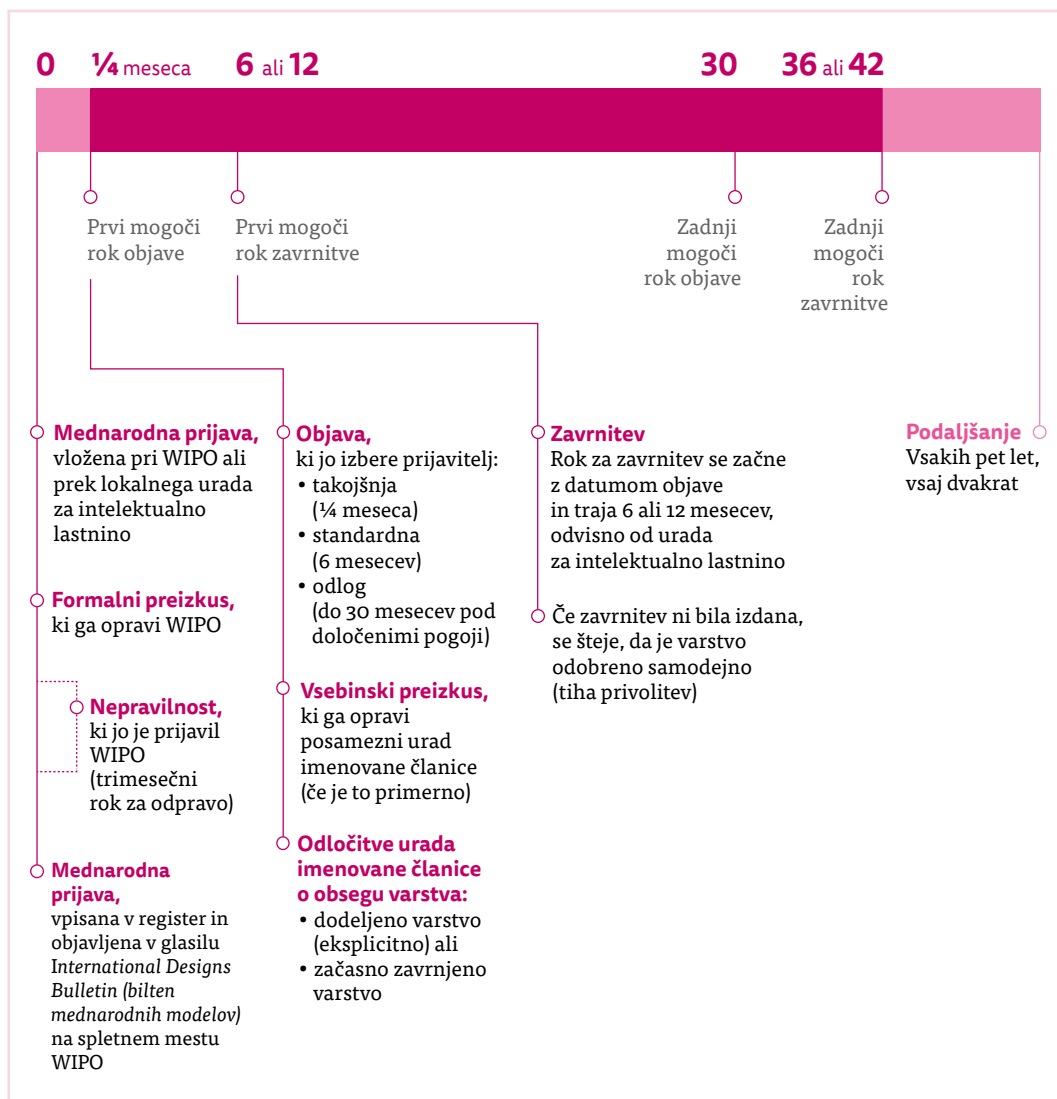 0 ¼ meseca 6 ali 12 30 36 ali 42
Prvi mogoči
rok objave
Prvi mogoči
rok zavrnitve
Zadnji
mogoči
rok objave
Zadnji
mogoči
rok
zavrnitve
Mednarodna prijava,
vložena pri WIPO ali
prek lokalnega urada
za intelektualno
lastnino
Formalni preizkus,
ki ga opravi WIPO
Nepravilnost,
ki jo je prijavil
WIPO
(trimesečni
rok za odpravo)
Mednarodna
prijava,
vpisana v register in
objavljena v glasilu
International Designs
Bulletin (bilten
mednarodnih modelov)
na spletnem mestu
WIPO
Objava,
ki jo izbere prijavitelj:
• takojšnja
(¼ meseca)
• standardna
(6 mesecev)
• odlog
(do 30 mesecev pod
določenimi pogoji)
Vsebinski preizkus,
ki ga opravi
posamezni urad
imenovane članice
(če je to primerno)
Odločitve urada
imenovane članice
o obsegu varstva:
• dodeljeno varstvo
(eksplicitno) ali
• začasno zavrnjeno
varstvo
Zavrnitev
Rok za zavrnitev se začne
z datumom objave
in traja 6 ali 12 mesecev,
odvisno od urada
za intelektualno lastnino
Če zavrnitev ni bila izdana,
se šteje, da je varstvo
odobreno samodejno
(tiha privolitev)
Podaljšanje
Vsakih pet let,
vsaj dvakrat